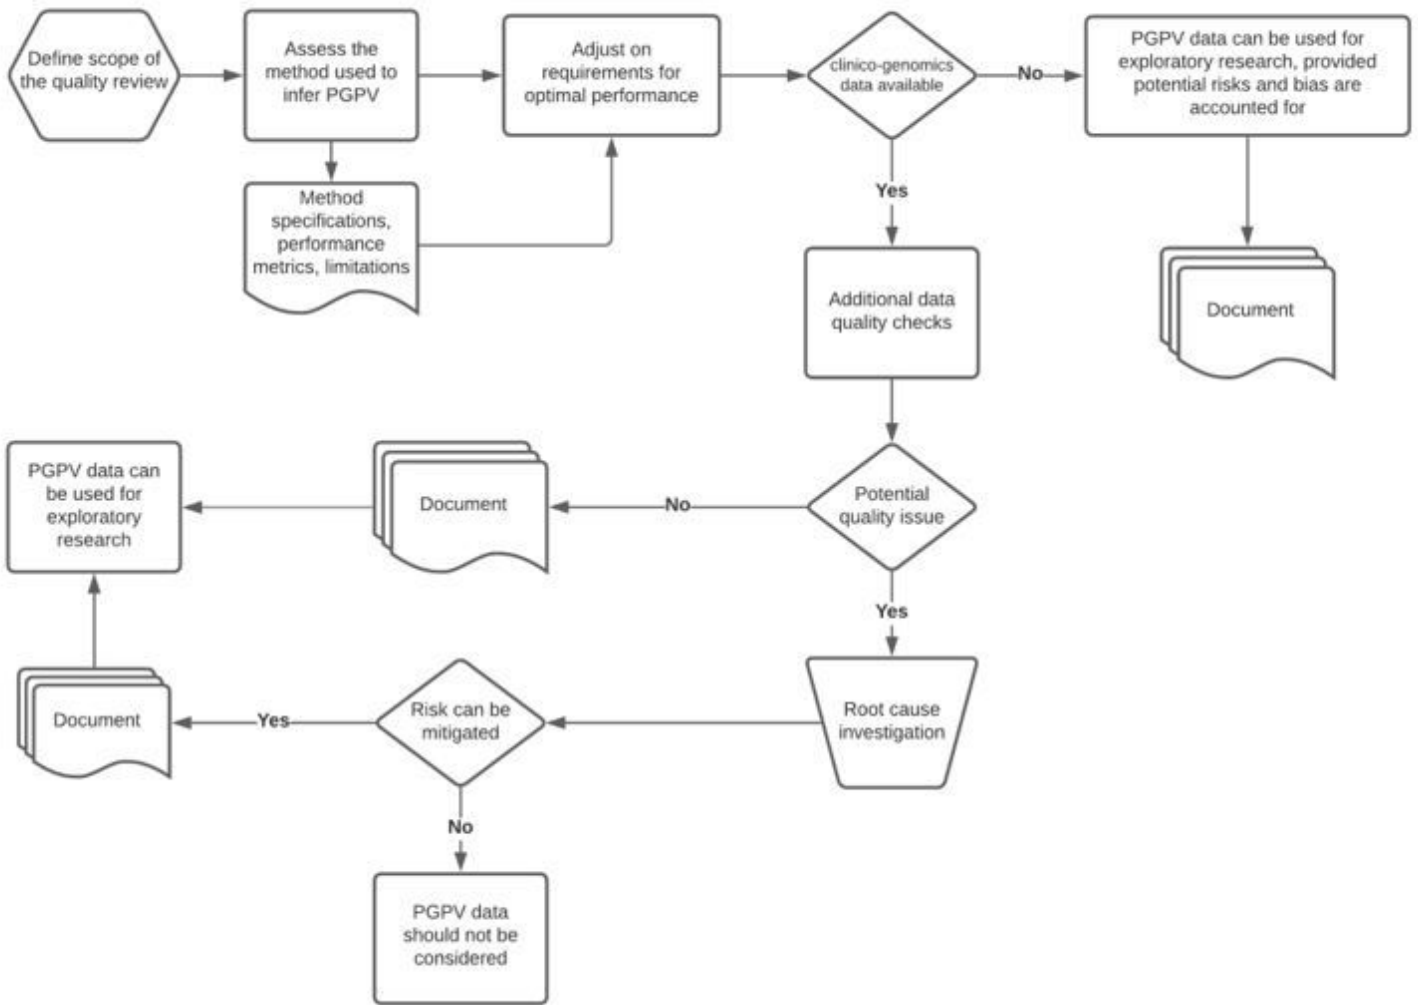 Define scope of
the quality review
Assess the
method used to
infer PGPV
Adjust on
requirements for
optimal performance
clinico-genomics
data available
No
PGPV data can be used for
exploratory research, provided
potential risks and bias are
accounted for
Method
specifications,
performance
metrics, limitations
Yes
Additional data
quality checks
Document
PGPV data can
be used for
exploratory
research
Document
No
Potential
quality issue
Yes
Document
Yes
Risk can be
mitigated
Root cause
investigation
No
PGPV data
should not be
considered